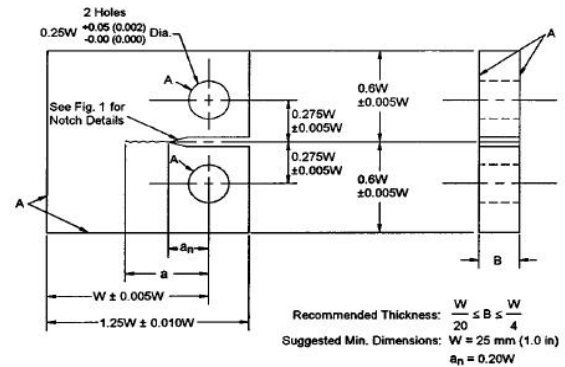 2 Holes
0.25W +0.05 (0.002) Dia.
-0.00 (0.000)
A
A
0.6W
±0.005W
See Fig. 1 for
Notch Details
0.275W
±0.005W
A
0.275W
±0.005W
0.6W
±0.005W
A
an
a
B
W ± 0.005W
1.25W ± 0.010W
Recommended Thickness: W/20 ≤ B ≤ W/4
Suggested Min. Dimensions: W = 25 mm (1.0 in)
an = 0.20W